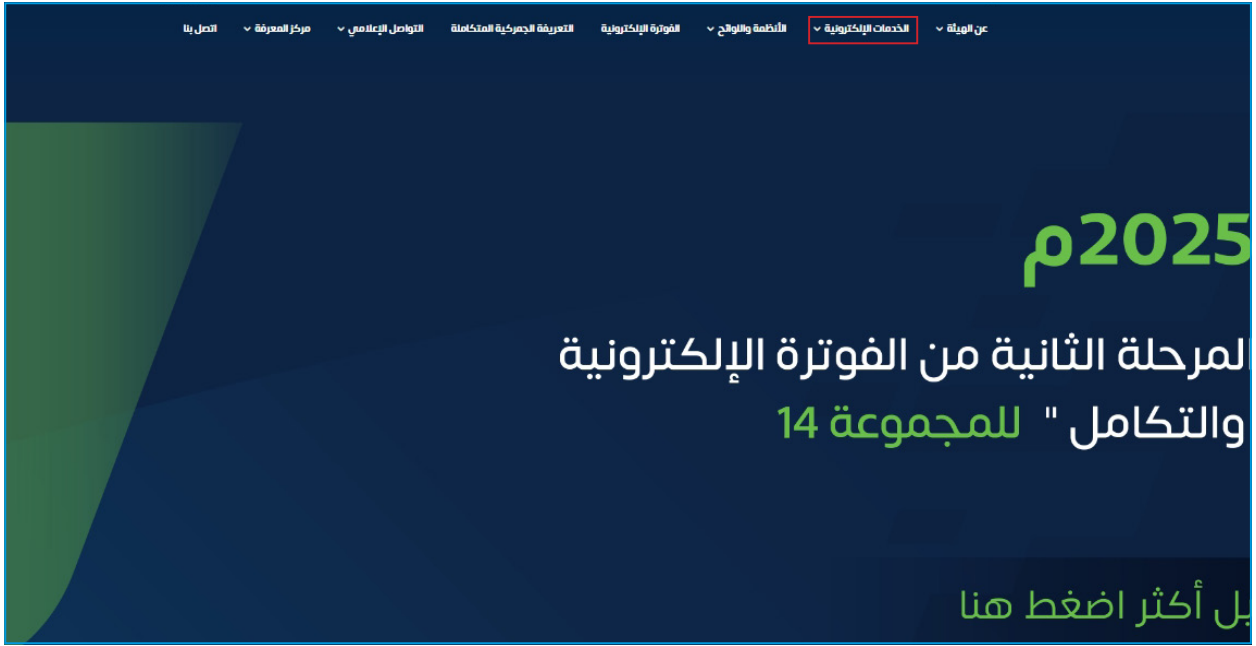 عن الهيئة الخدمات الإلكترونية الأنظمة واللوائح الفوترة الإلكترونية التعريفة الجمركية المتكاملة التواصل الإعلامي مركز المعرفة اتصل بنا
2025م
المرحلة الثانية من الفوترة الإلكترونية
والتكامل " للمجموعة 14
أكثر اضغط هنا